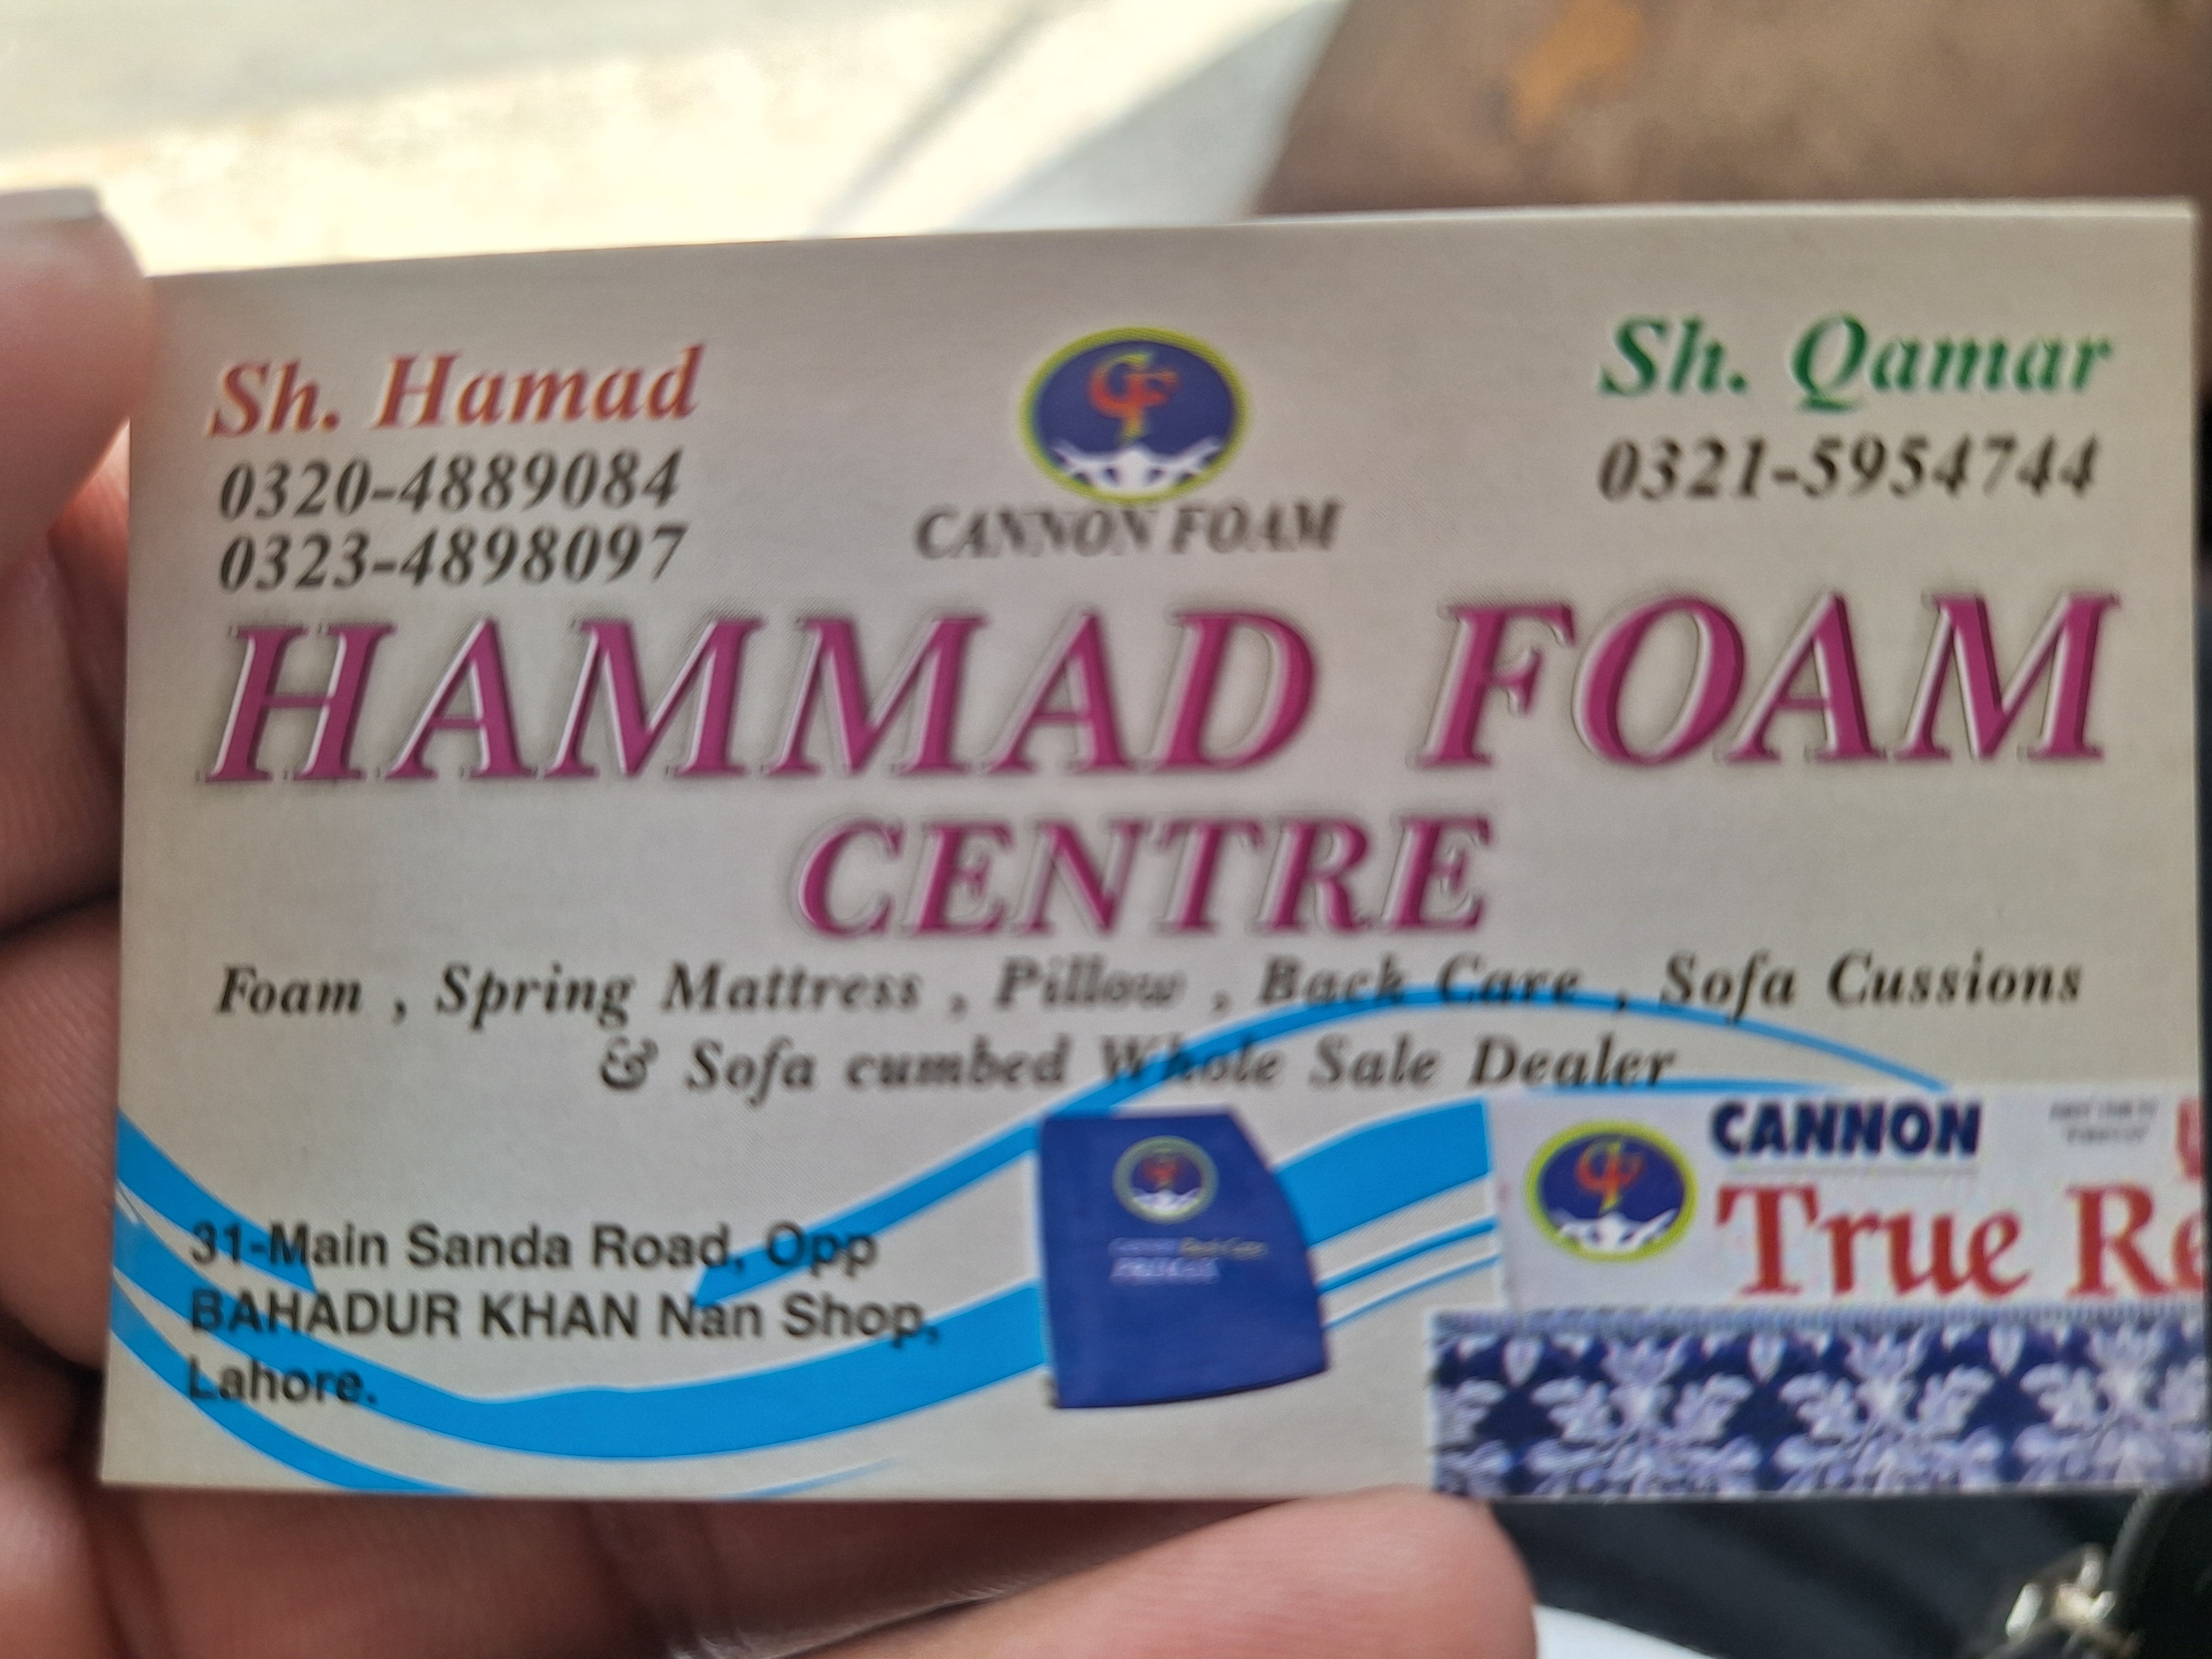 Sh. Hamad
0320-4889084
0323-4898097
CF
CANNON FOAM
Sh. Qamar
0321-5954744
HAMMAD FOAM
CENTRE
Foam , Spring Mattress , Pillow , Back Care , Sofa Cussions
& Sofa cumbed Whole Sale Dealer
31-Main Sanda Road, Opp
BAHADUR KHAN Nan Shop,
Lahore.
CANNON
True Re